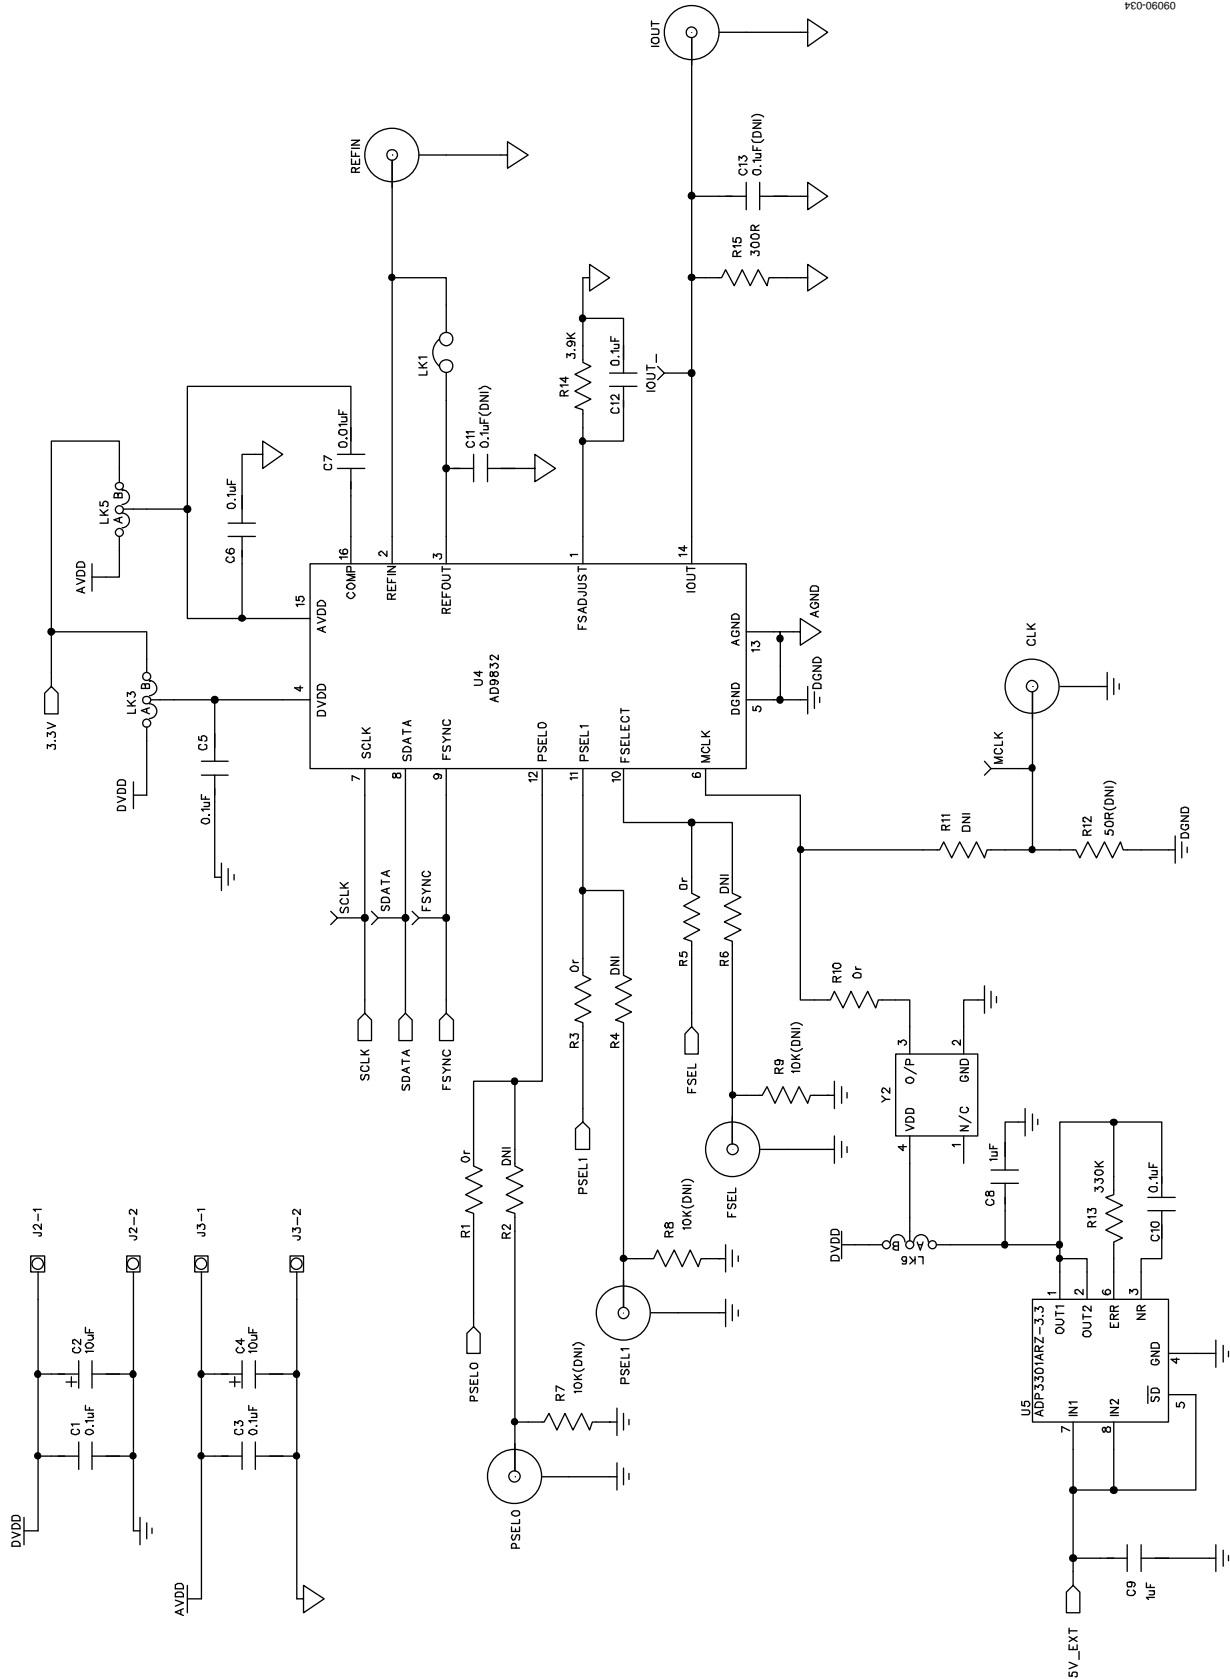 DVDD
C1
0.1uF
C2
10uF
J2-1
J2-2
AVDD
C3
0.1uF
C4
10uF
J3-1
J3-2
3.3V
DVDD
LK3
A
B
C5
0.1uF
AVDD
LK5
A
B
C6
0.1uF
C7
0.01uF
U4
AD9832
4
DVDD
15
AVDD
16
COMP
2
REFIN
3
REFOUT
1
FSADJUST
14
IOUT
7
SCLK
8
SDATA
9
FSYNC
12
PSEL0
11
PSEL1
10
FSELECT
6
MCLK
DGND
5
AGND
13
DGND
AGND
REFIN
LK1
C11
0.1uF(DNI)
R14
3.9K
C12
0.1uF
IOUT-
IOUT
R15
300R
C13
0.1uF(DNI)
SCLK
SDATA
FSYNC
SCLK
SDATA
FSYNC
PSEL0
R1
0r
R2
DNI
PSEL0
R7
10K(DNI)
PSEL1
R3
0r
R4
DNI
PSEL1
R8
10K(DNI)
FSEL
R5
0r
R6
DNI
FSEL
R9
10K(DNI)
R10
0r
R11
DNI
R12
50R(DNI)
DGND
MCLK
CLK
Y2
4
VDD
3
O/P
1
N/C
2
GND
DVDD
B
A
LK6
C8
1uF
5V_EXT
C9
1uF
U5
ADP3301ARZ-3.3
7
IN1
8
IN2
5
SD
4
GND
OUT1
1
OUT2
2
ERR
6
NR
3
R13
330K
C10
0.1uF
09090-034